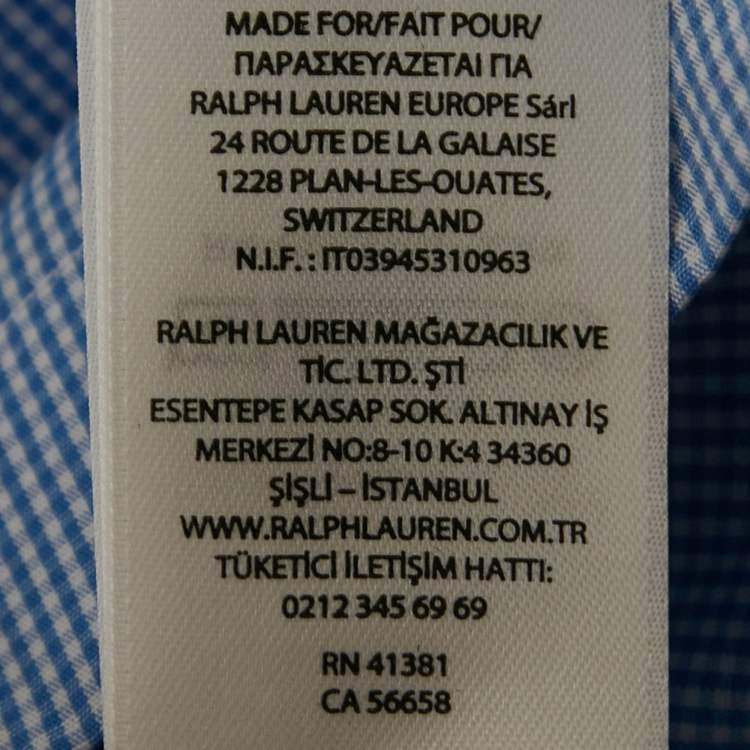 MADE FOR/FAIT POUR/
ΠΑΡΑΣΚΕΥΑΖΕΤΑΙ ΓΙΑ
RALPH LAUREN EUROPE Sárl
24 ROUTE DE LA GALAISE
1228 PLAN-LES-OUATES,
SWITZERLAND
N.I.F. : IT03945310963
RALPH LAUREN MAĞAZACILIK VE
TİC. LTD. ŞTİ
ESENTEPE KASAP SOK. ALTINAY İŞ
MERKEZİ NO:8-10 K:4 34360
ŞİŞLİ – İSTANBUL
WWW.RALPHLAUREN.COM.TR
TÜKETİCİ İLETİŞİM HATTI:
0212 345 69 69
RN 41381
CA 56658